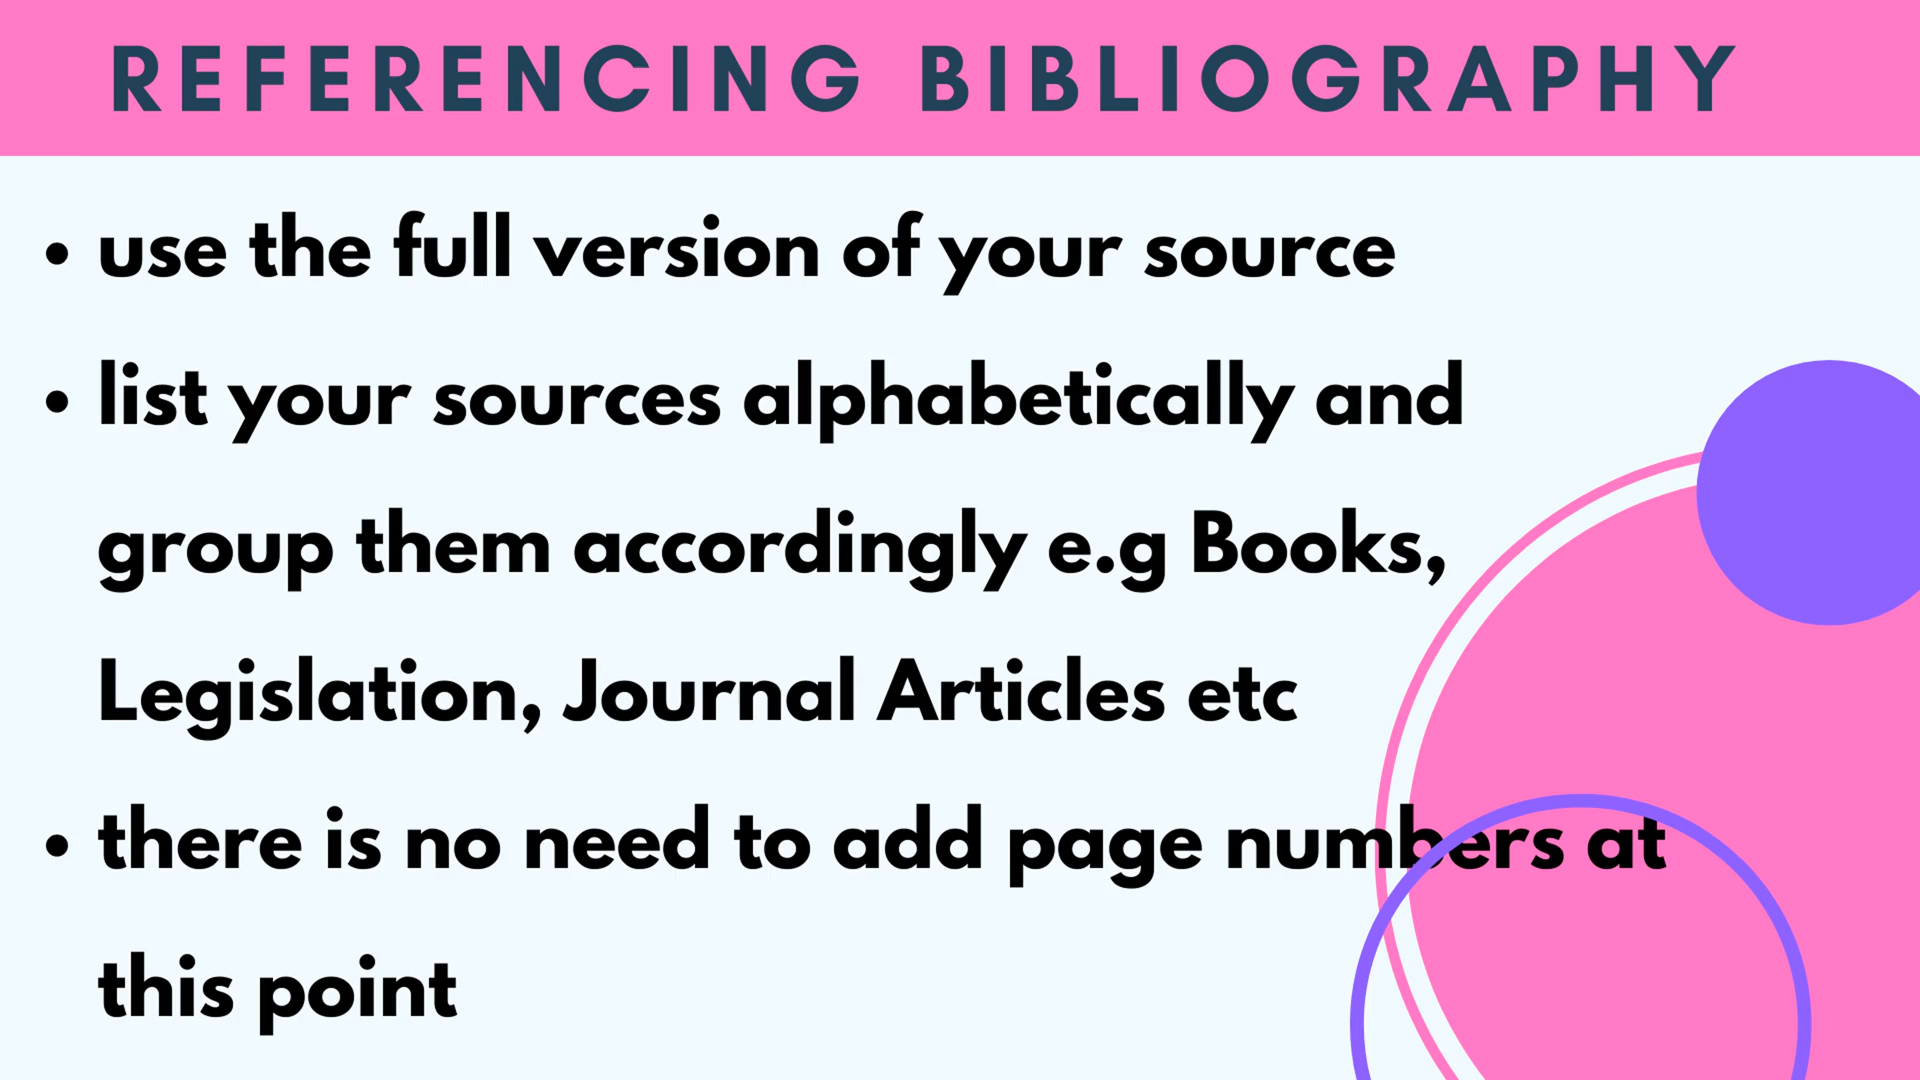 REFERENCING BIBLIOGRAPHY
• use the full version of your source
• list your sources alphabetically and
group them accordingly e.g Books,
Legislation, Journal Articles etc
• there is no need to add page numbers at
this point